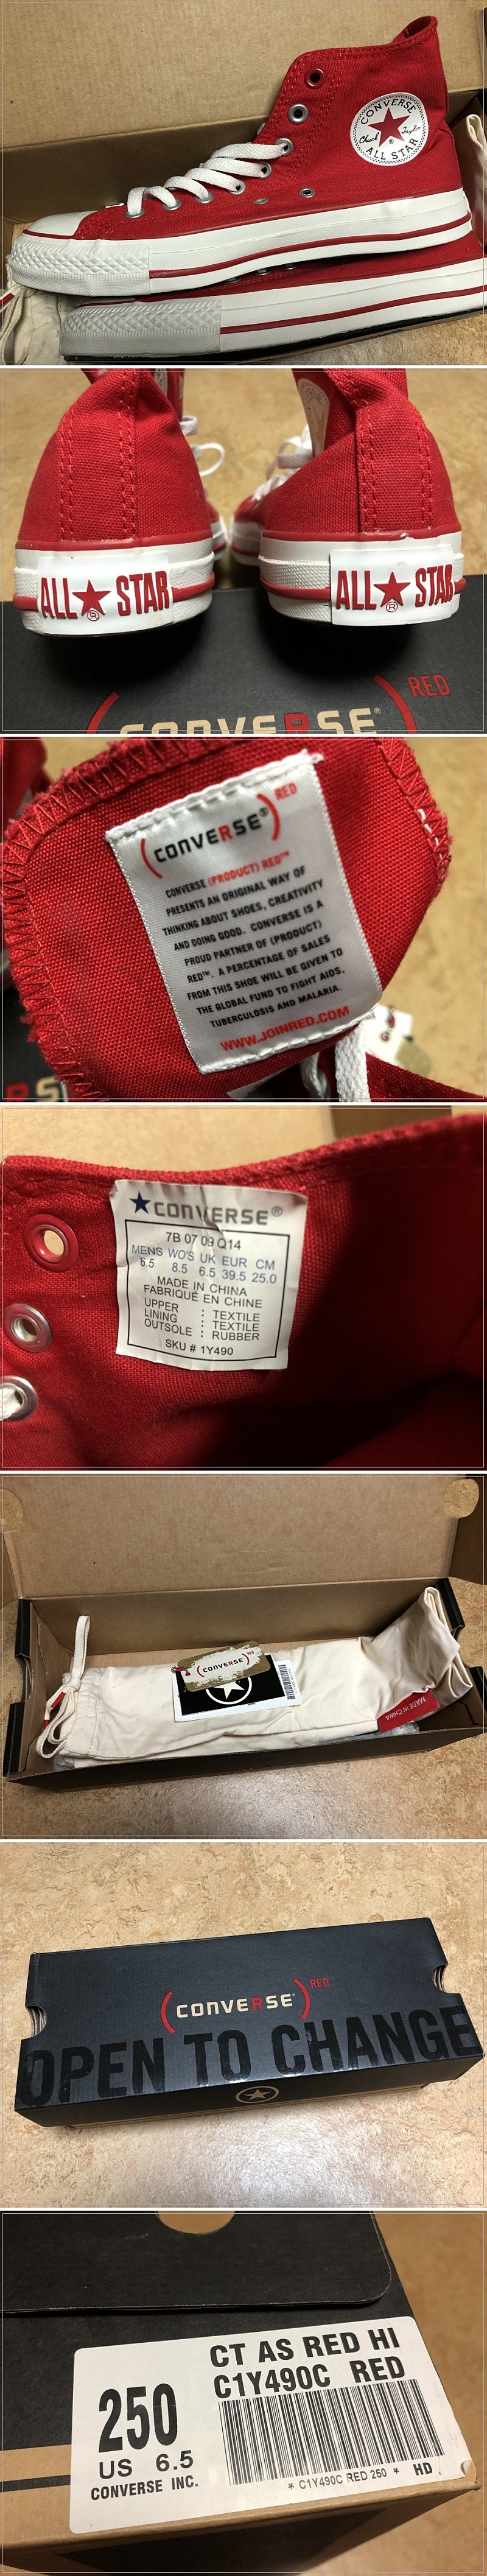 CONVERSE
Chuck Taylor
®
ALL STAR
ALL ★ STAR
®
ALL ★ STAR
®
(CONVERSE®) RED
(CONVERSE®) RED
CONVERSE (PRODUCT) RED™
PRESENTS AN ORIGINAL WAY OF
THINKING ABOUT SHOES, CREATIVITY
AND DOING GOOD. CONVERSE IS A
PROUD PARTNER OF (PRODUCT)
RED™. A PERCENTAGE OF SALES
FROM THIS SHOE WILL BE GIVEN TO
THE GLOBAL FUND TO FIGHT AIDS,
TUBERCULOSIS AND MALARIA.
WWW.JOINRED.COM
★CONVERSE®
7B 07 09 Q14
MENS WO'S UK EUR CM
6.5 8.5 6.5 39.5 25.0
MADE IN CHINA
FABRIQUÉ EN CHINE
UPPER : TEXTILE
LINING : TEXTILE
OUTSOLE : RUBBER
SKU # 1Y490
(CONVERSE) RED
MADE IN CHINA
(CONVERSE®) RED
OPEN TO CHANGE
CT AS RED HI
C1Y490C RED
250
US 6.5
CONVERSE INC.
* C1Y490C RED 250 * HD